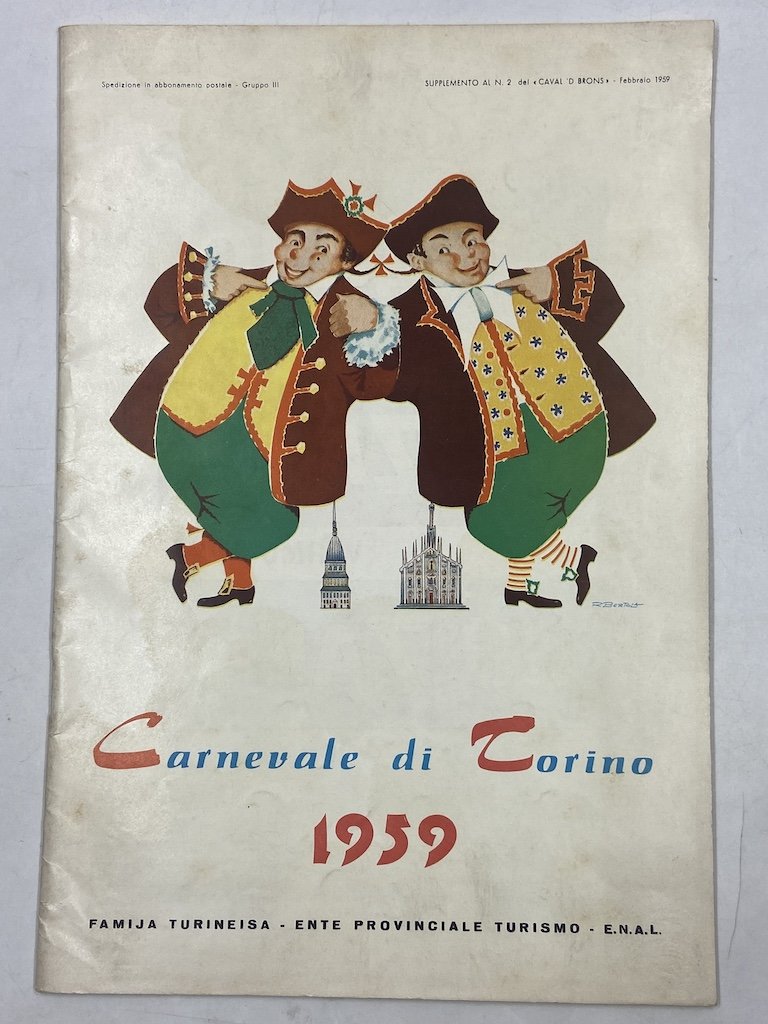 Spedizione in abbonamento postale - Gruppo III
SUPPLEMENTO AL N. 2 del «CAVAL 'D BRONS» - Febbraio 1959
Carnevale di Torino
1959
FAMIJA TURINEISA - ENTE PROVINCIALE TURISMO - E.N.A.L.